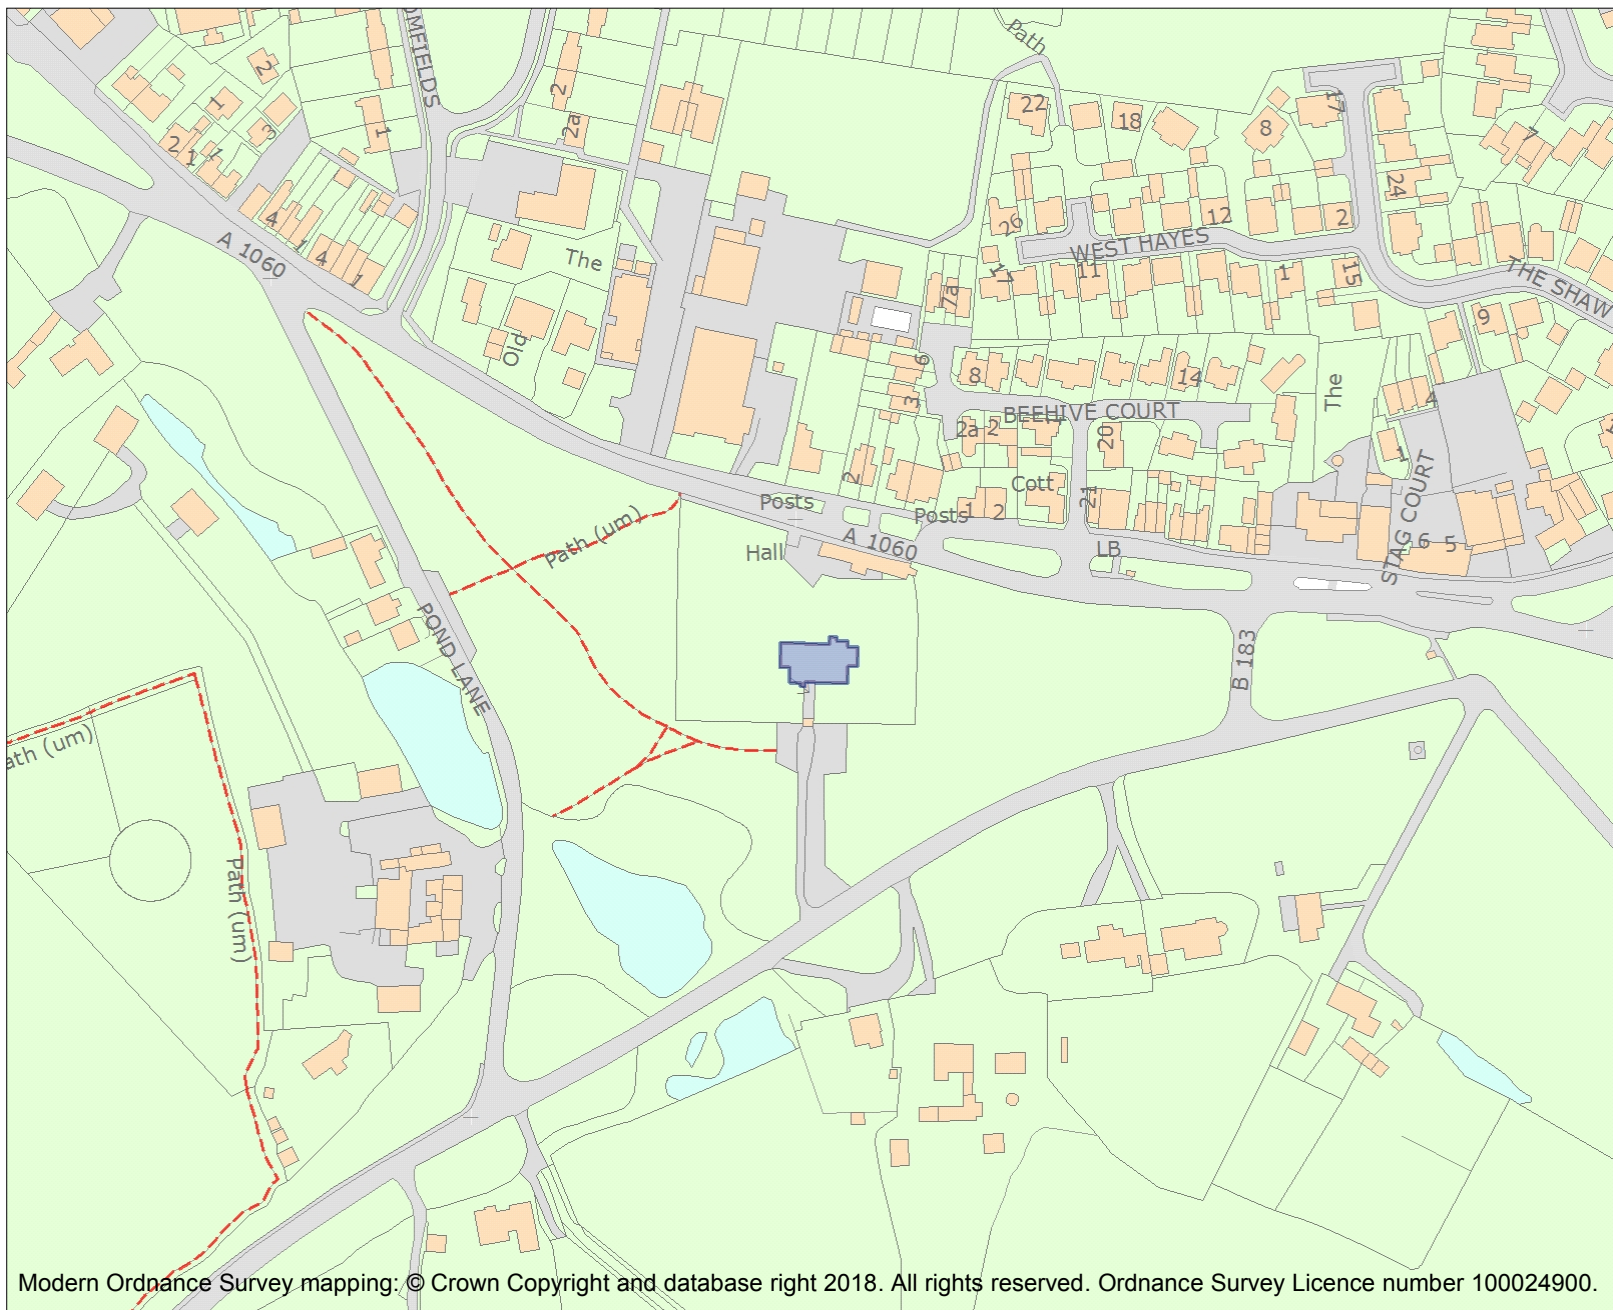 Path
OMFIELDS
2
2
1
3
2
1
1
1
2a
22
18
8
17
7
24
26
12
2
WEST HAYES
4
1
4
1
A 1060
The
17
11
1
15
THE SHAW
7a
9
Old
6
8
14
3
The
4
BEEHIVE COURT
2a
2
20
1
2
Cott
21
1
2
Posts
Posts
Path (um)
A 1060
Hall
LB
STAG COURT
6
5
POND LANE
B 183
ath (um)
Path (um)
Modern Ordnance Survey mapping: © Crown Copyright and database right 2018. All rights reserved. Ordnance Survey Licence number 100024900.